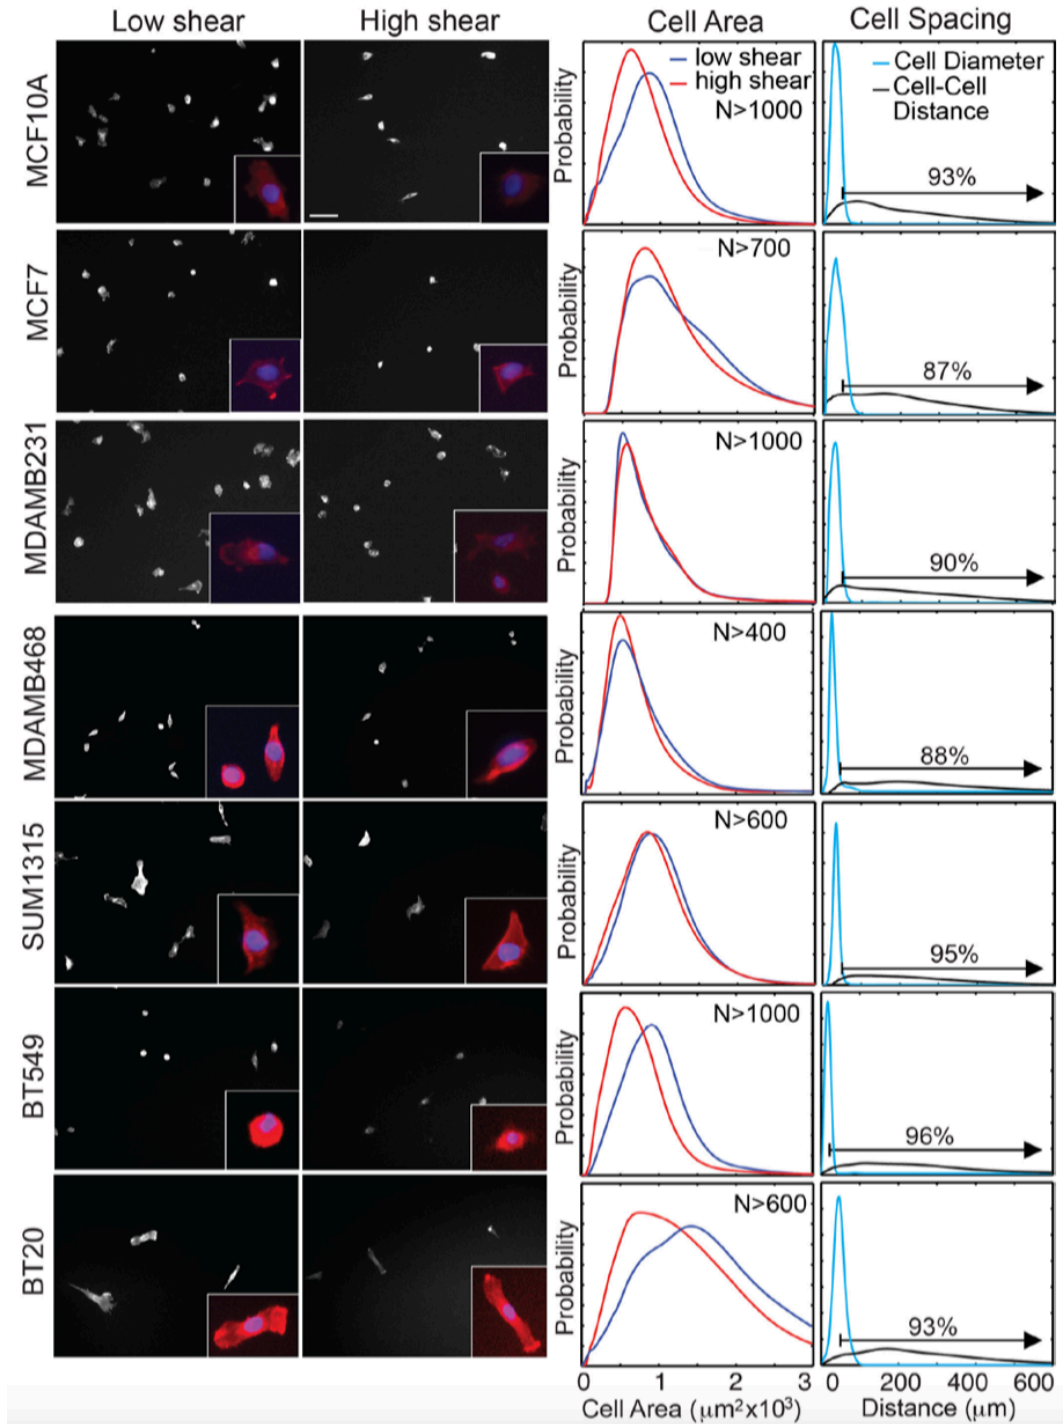 Low shear
High shear
Cell Area
Cell Spacing
MCF10A
Probability
low shear
high shear
N>1000
Cell Diameter
Cell-Cell
Distance
93%
MCF7
Probability
N>700
87%
MDAMB231
Probability
N>1000
90%
MDAMB468
Probability
N>400
88%
SUM1315
Probability
N>600
95%
BT549
Probability
N>1000
96%
BT20
Probability
N>600
93%
0 1 2 3
0 200 400 600
Cell Area (μm²x10³)
Distance (μm)